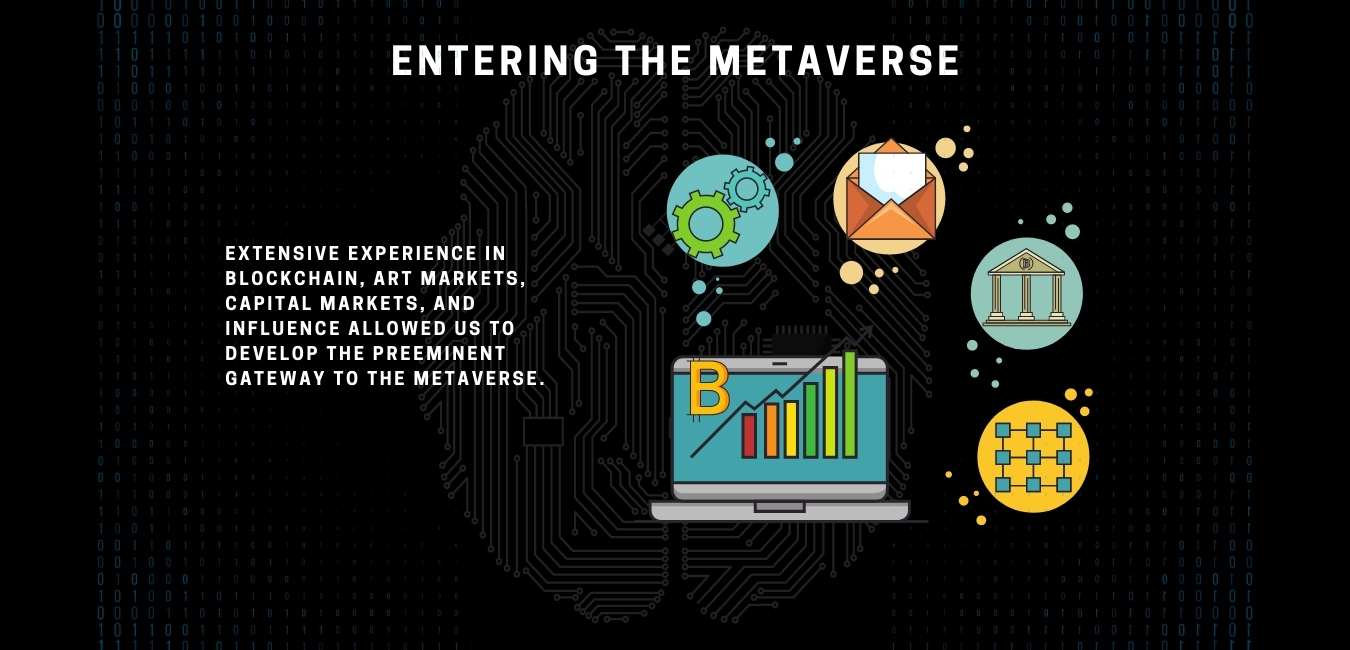 ENTERING THE METAVERSE
EXTENSIVE EXPERIENCE IN
BLOCKCHAIN, ART MARKETS,
CAPITAL MARKETS, AND
INFLUENCE ALLOWED US TO
DEVELOP THE PREEMINENT
GATEWAY TO THE METAVERSE.